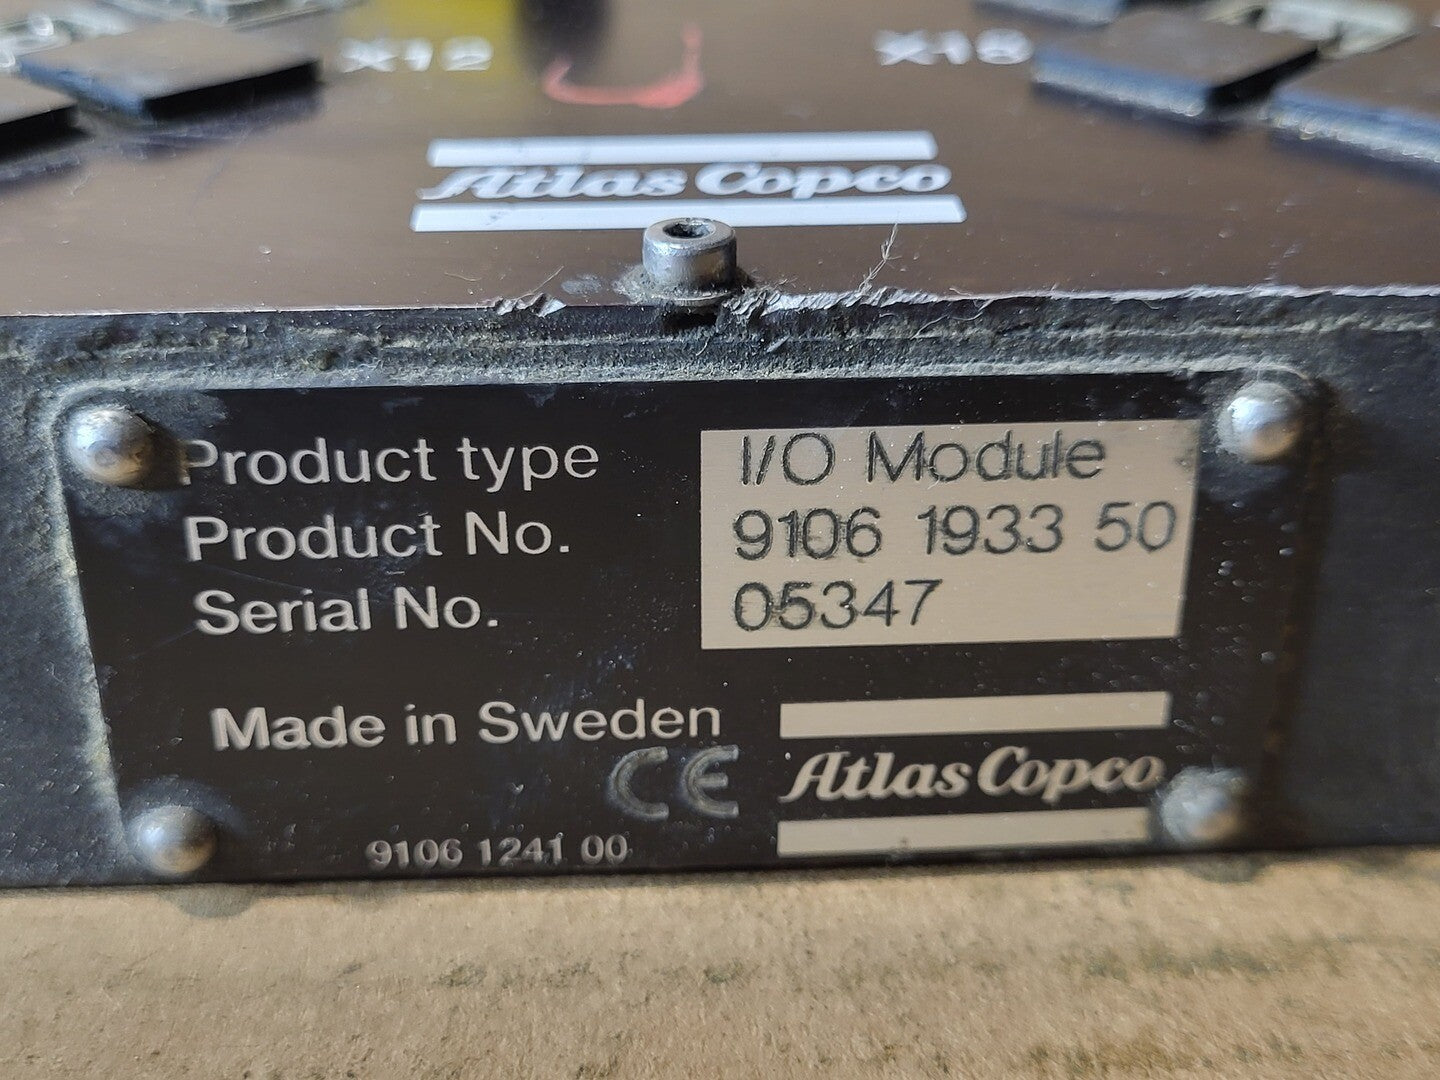 X12
X18
Atlas Copco
Product type I/O Module
Product No. 9106 1933 50
Serial No. 05347
Made in Sweden
CE
Atlas Copco
9106 1241 00